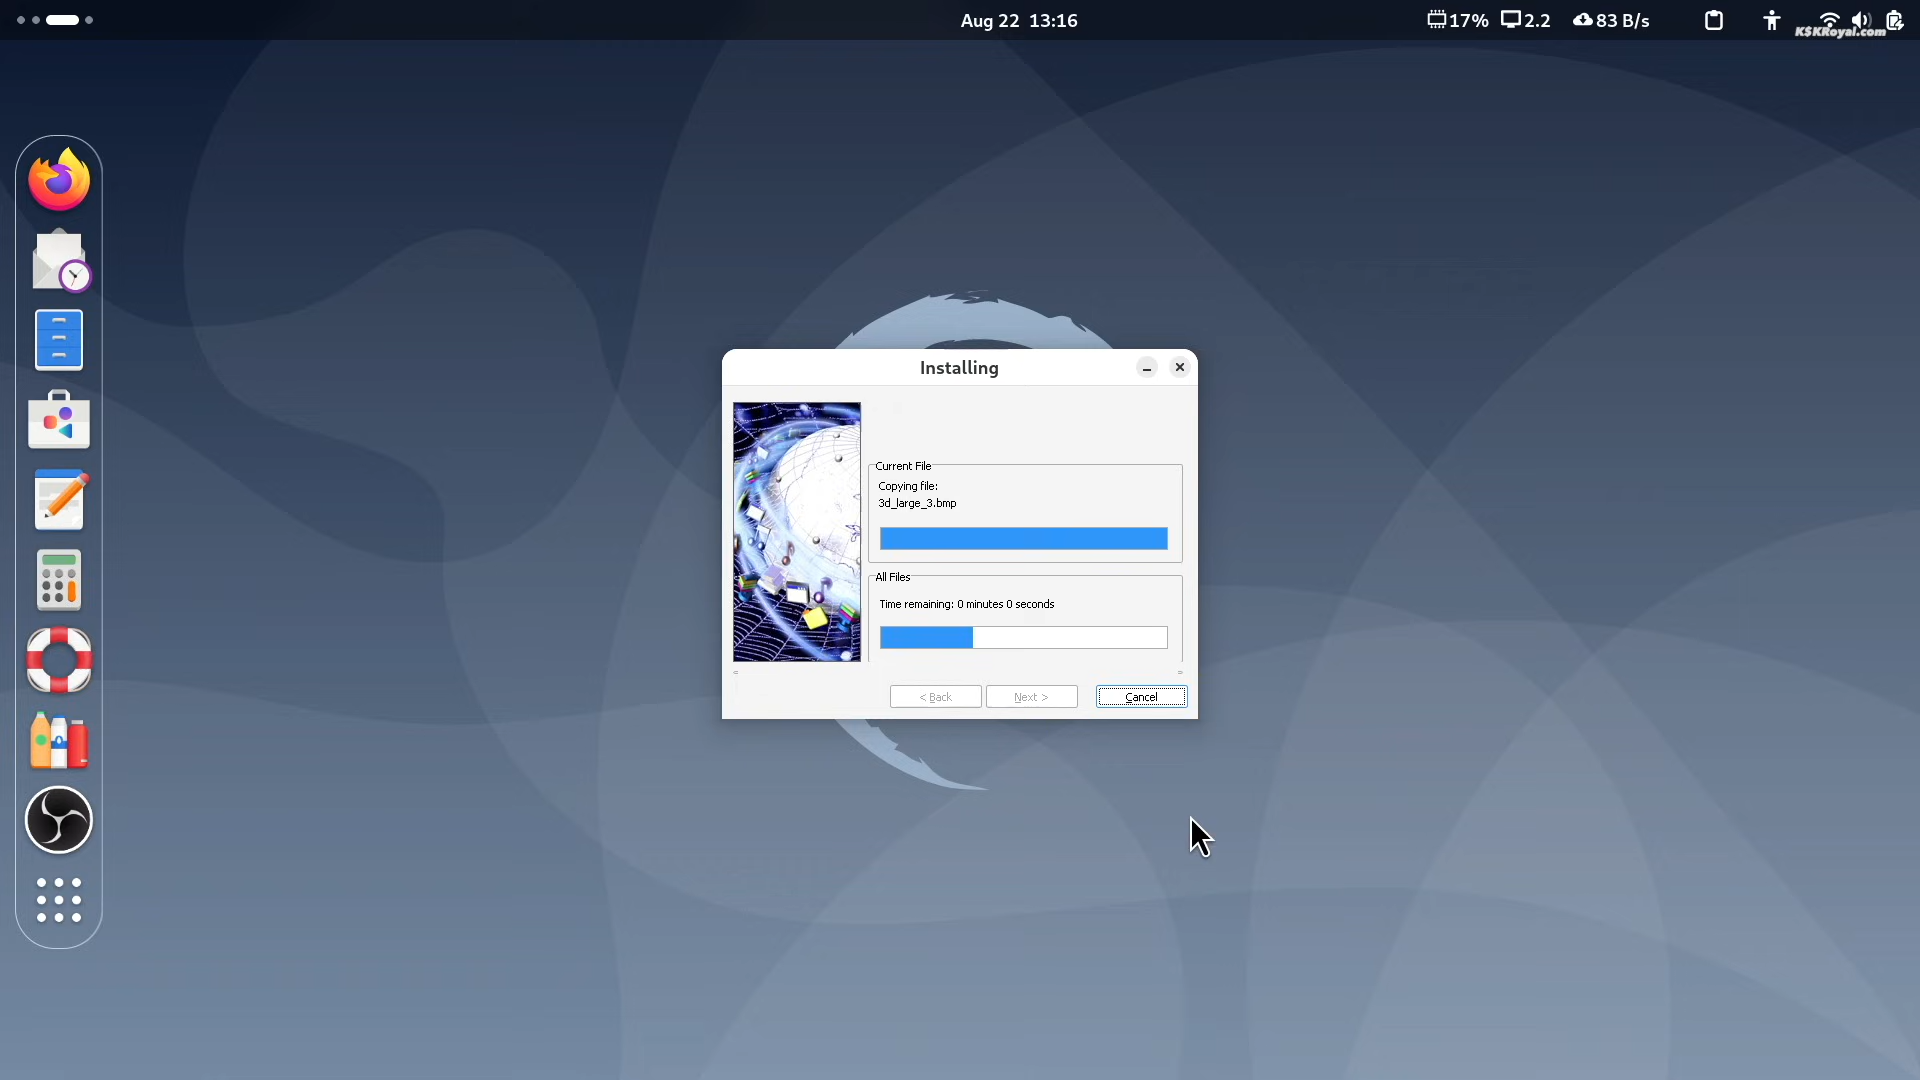 Aug 22 13:16
17% 2.2 83 B/s
K$KRoyal.com
Installing
Current File
Copying file:
3d_large_3.bmp
All Files
Time remaining: 0 minutes 0 seconds
< Back Next > Cancel